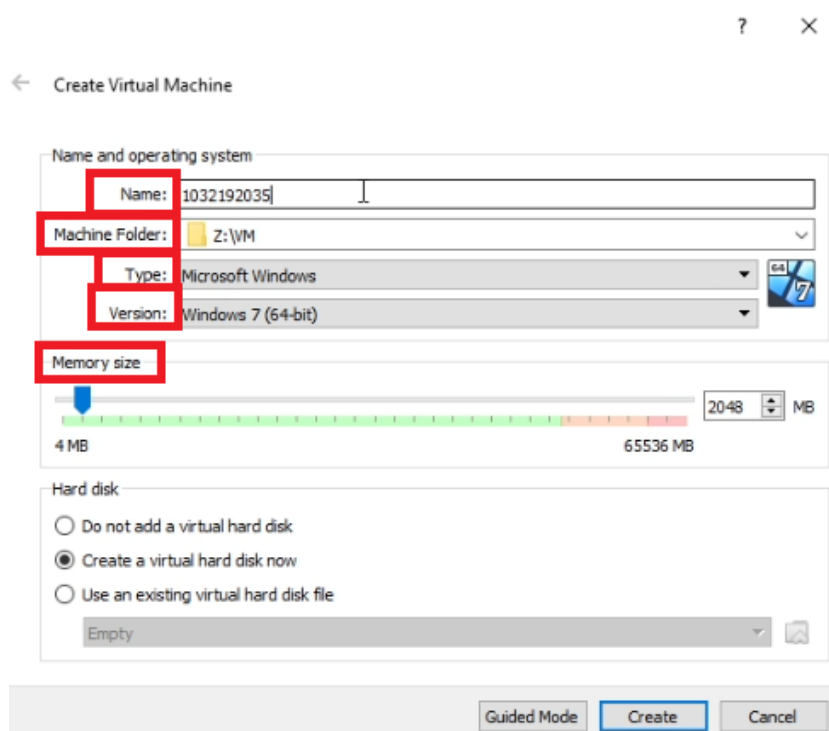 ?
Create Virtual Machine
Name and operating system
Name: 1032192035
Machine Folder: Z:\VM
Type: Microsoft Windows
64
Version: Windows 7 (64-bit)
7
Memory size
2048 MB
4 MB 65536 MB
Hard disk
Do not add a virtual hard disk
Create a virtual hard disk now
Use an existing virtual hard disk file
Empty
Guided Mode Create Cancel